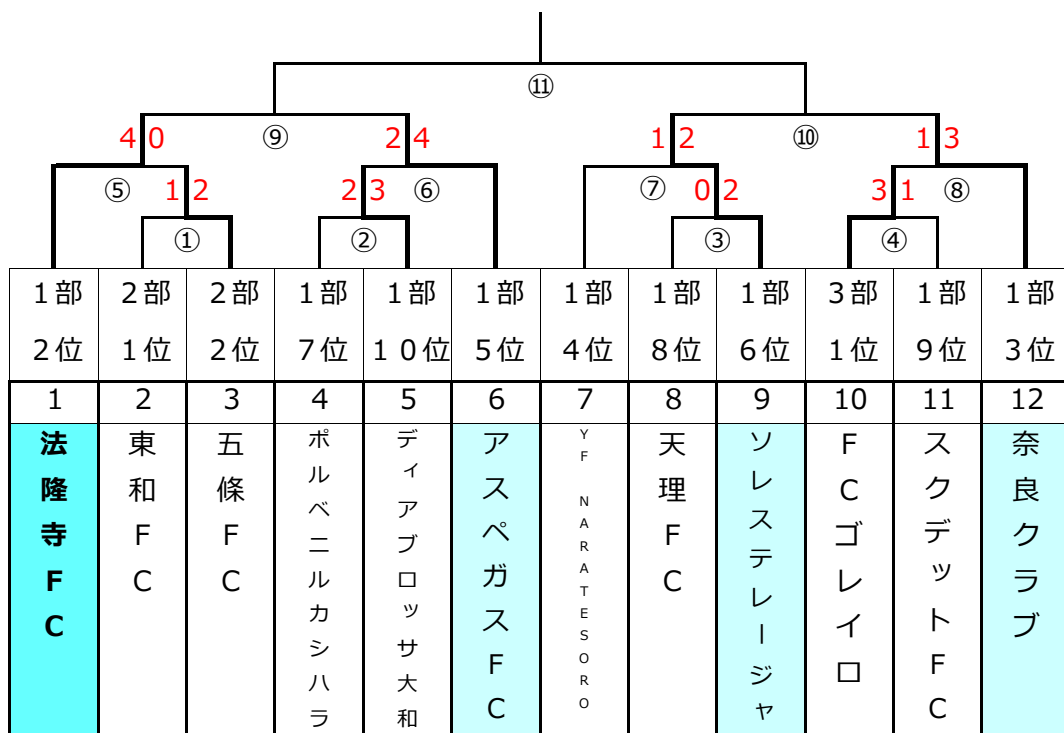 ⑪
4 0 ⑨ 2 4 1 2 ⑩ 1 3
⑤ 1 2 2 3 ⑥ ⑦ 0 2 3 1 ⑧
① ② ③ ④
1部 2部 2部 1部 1部 1部 1部 1部 1部 3部 1部 1部
2位 1位 2位 7位 10位 5位 4位 8位 6位 1位 9位 3位
1 2 3 4 5 6 7 8 9 10 11 12
法隆寺FC
東和FC
五條FC
ポルベニルカシハラ
ディアブロッサ大和
アスペガスFC
YF NARATESORO
天理FC
ソレステレージャ
FCゴレイロ
スクデットFC
奈良クラブ